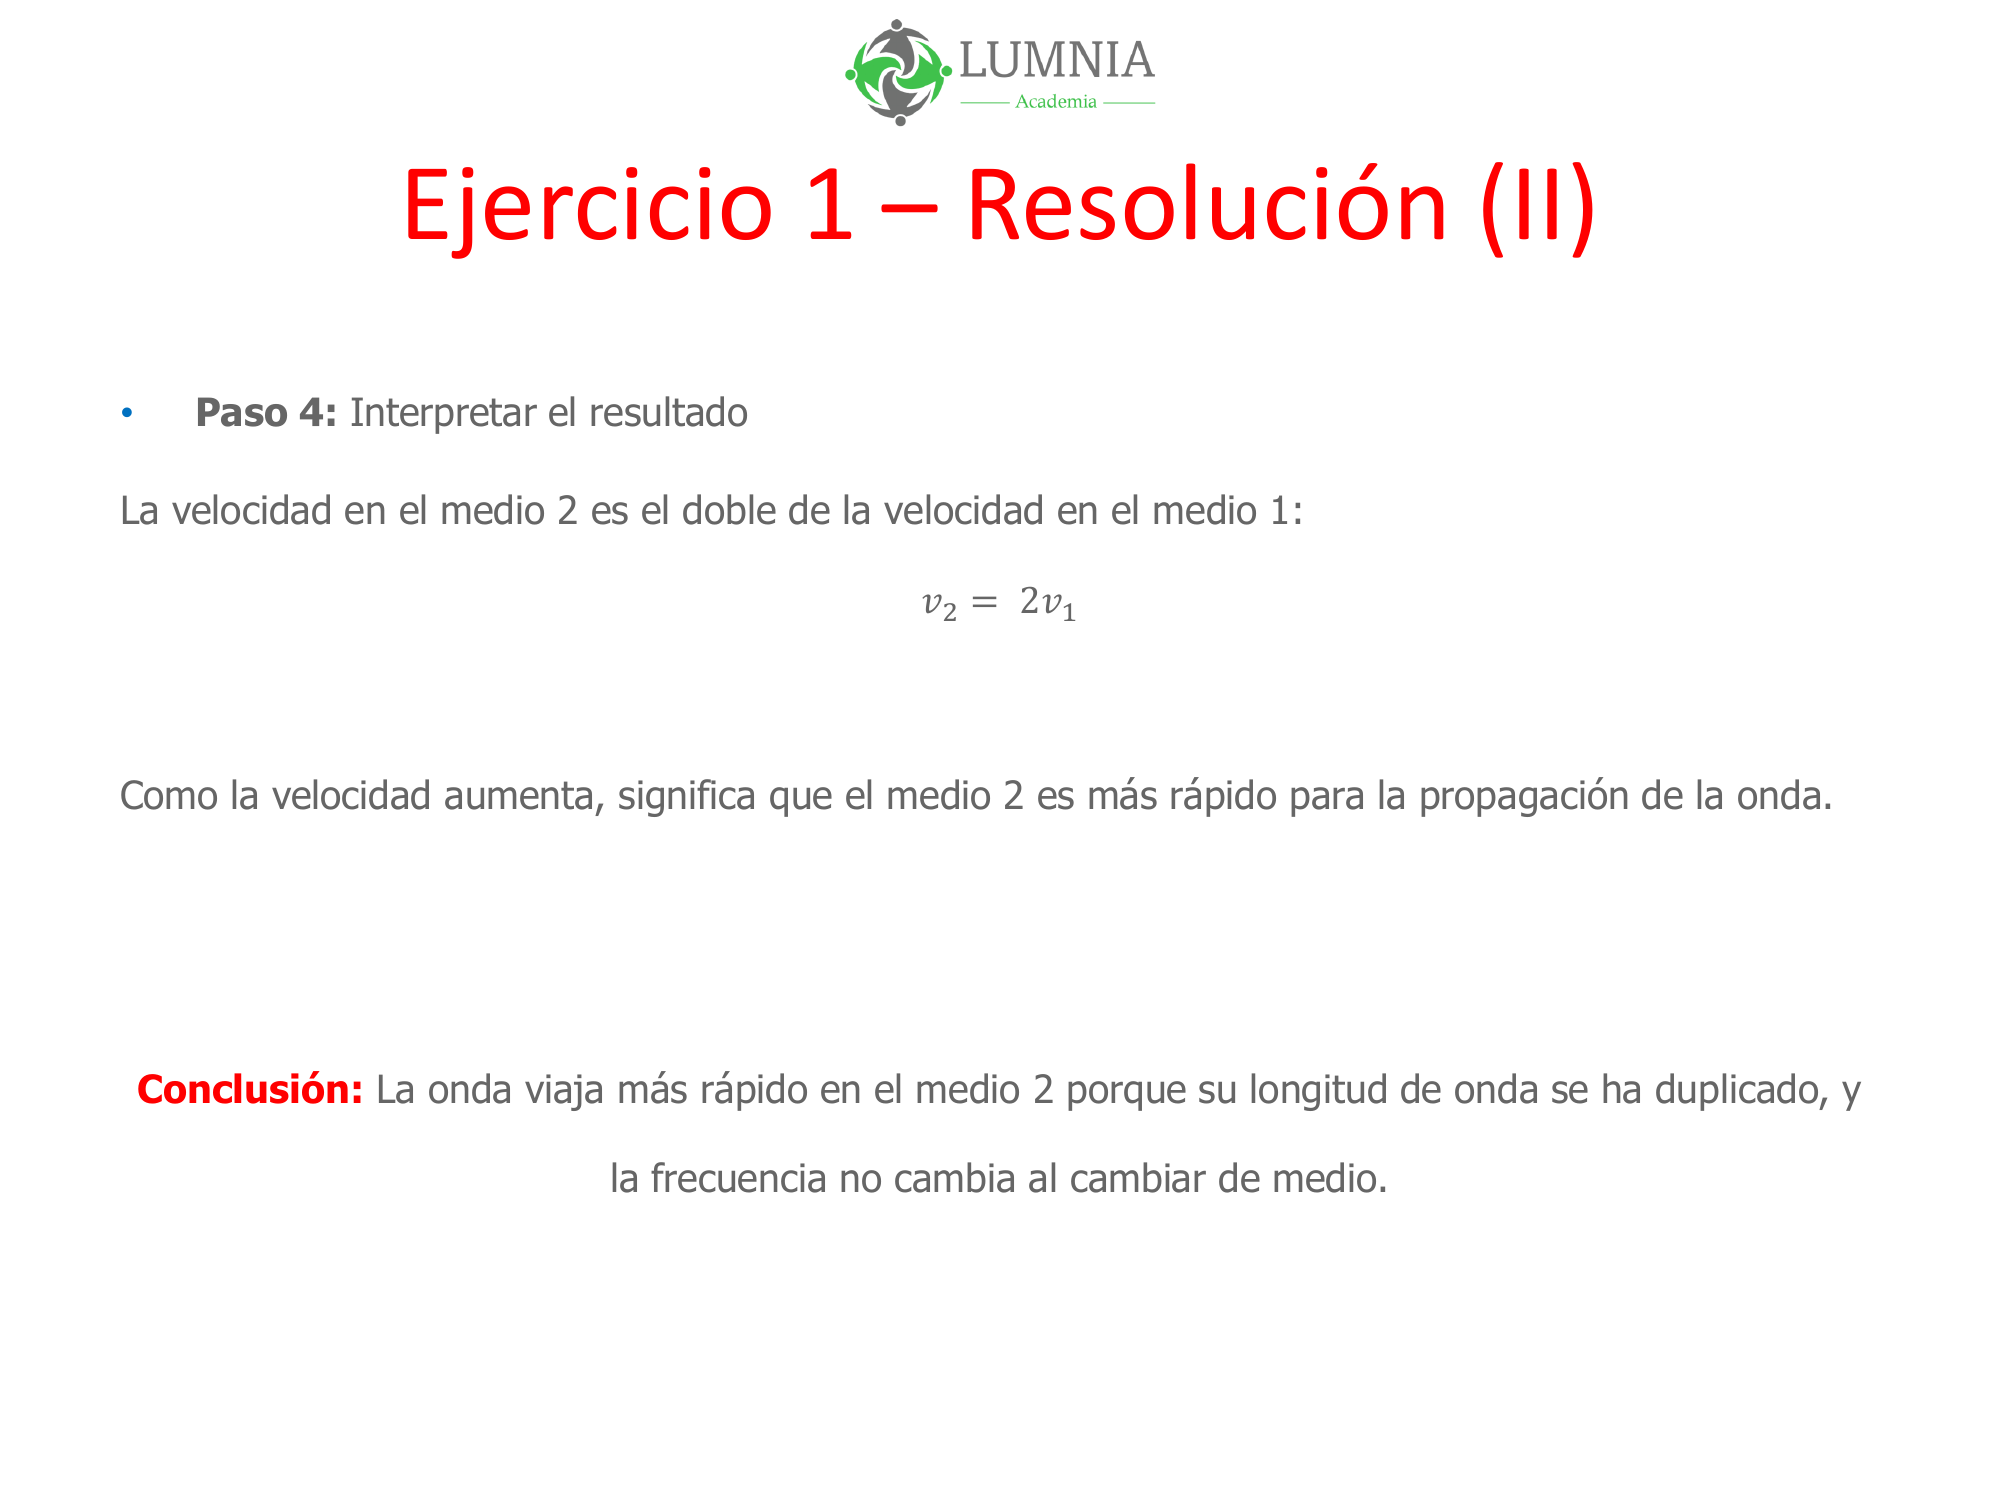 LUMNIA
Academia
Ejercicio 1 – Resolución (II)
• Paso 4: Interpretar el resultado
La velocidad en el medio 2 es el doble de la velocidad en el medio 1:
𝑣₂ = 2𝑣₁
Como la velocidad aumenta, significa que el medio 2 es más rápido para la propagación de la onda.
Conclusión: La onda viaja más rápido en el medio 2 porque su longitud de onda se ha duplicado, y
la frecuencia no cambia al cambiar de medio.